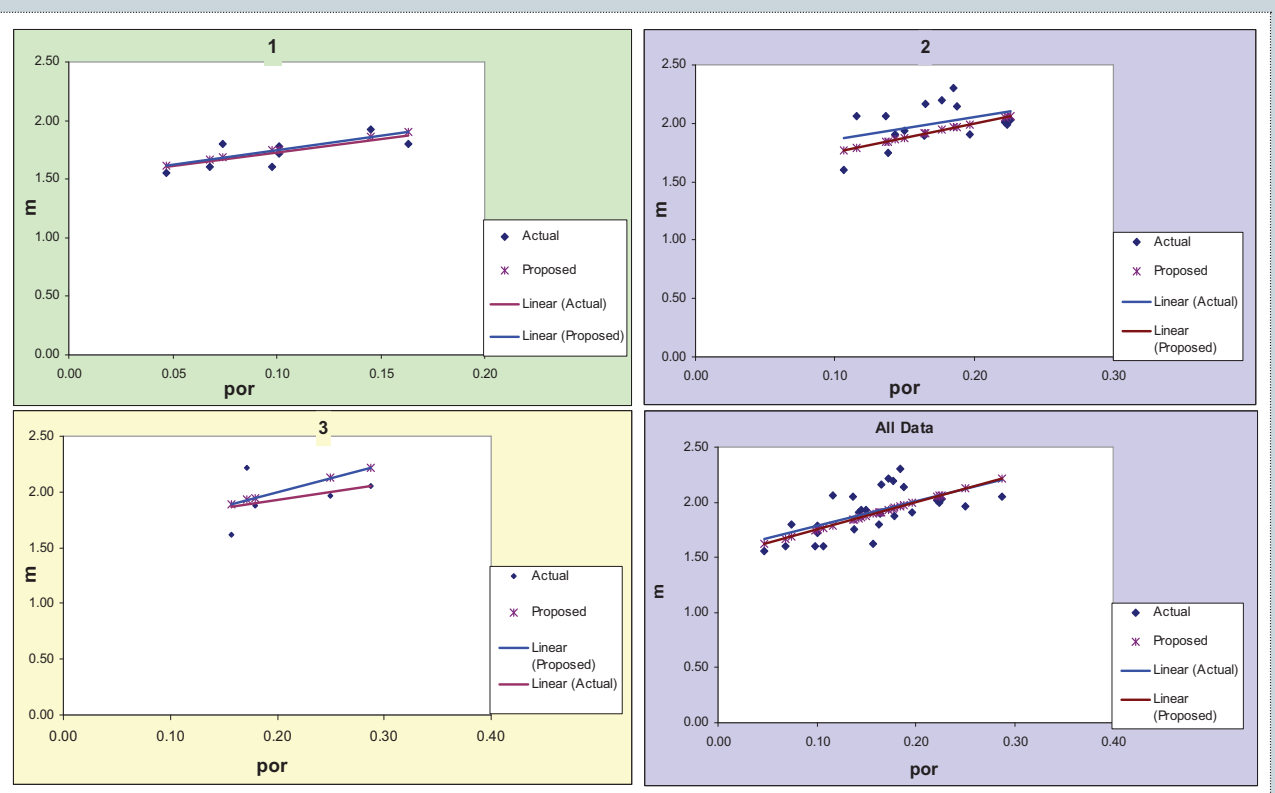 1
2.50
2.00
1.50
1.00
0.50
0.00
m
0.00 0.05 0.10 0.15 0.20
por
Actual
Proposed
Linear (Actual)
Linear (Proposed)
2
2.50
2.00
1.50
1.00
0.50
0.00
m
0.00 0.10 0.20 0.30
por
Actual
Proposed
Linear (Actual)
Linear
(Proposed)
3
2.50
2.00
1.50
1.00
0.50
0.00
m
0.00 0.10 0.20 0.30 0.40
por
Actual
Proposed
Linear
(Proposed)
Linear (Actual)
All Data
2.50
2.00
1.50
1.00
0.50
0.00
m
0.00 0.10 0.20 0.30 0.40
por
Actual
Proposed
Linear (Actual)
Linear
(Proposed)